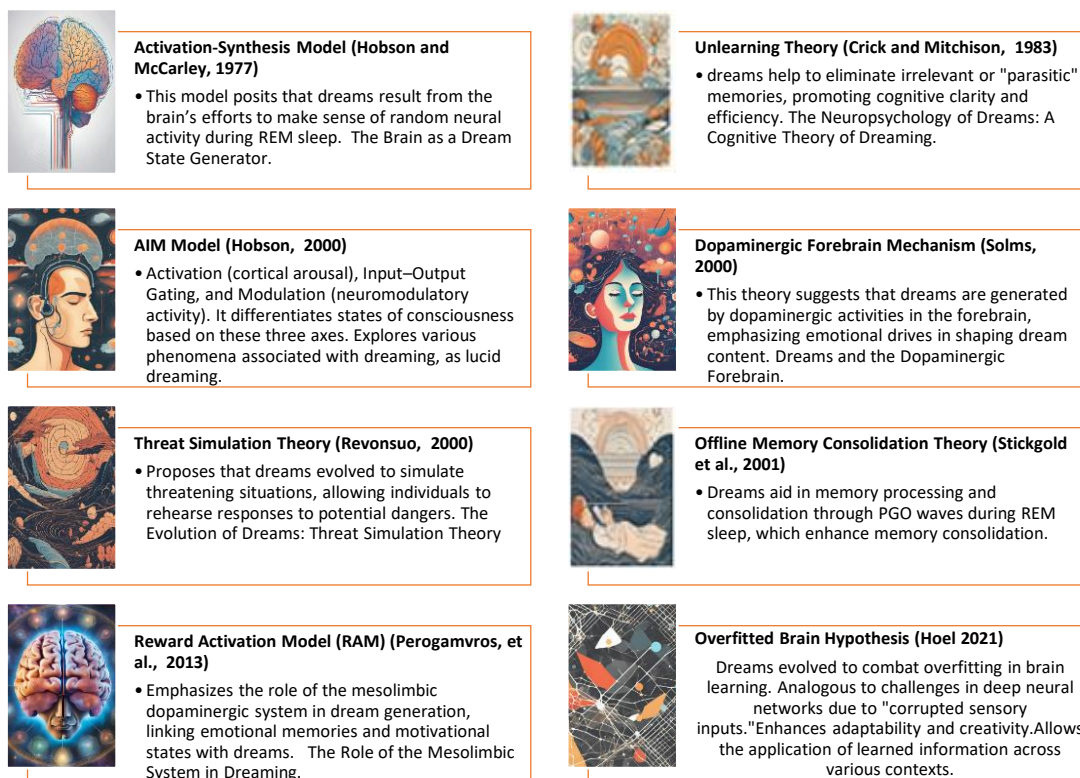 Activation-Synthesis Model (Hobson and
McCarley, 1977)
• This model posits that dreams result from the
brain’s efforts to make sense of random neural
activity during REM sleep.  The Brain as a Dream
State Generator.
Unlearning Theory (Crick and Mitchison,  1983)
• dreams help to eliminate irrelevant or "parasitic"
memories, promoting cognitive clarity and
efficiency. The Neuropsychology of Dreams: A
Cognitive Theory of Dreaming.
AIM Model (Hobson,  2000)
• Activation (cortical arousal), Input–Output
Gating, and Modulation (neuromodulatory
activity). It differentiates states of consciousness
based on these three axes. Explores various
phenomena associated with dreaming, as lucid
dreaming.
Dopaminergic Forebrain Mechanism (Solms,
2000)
• This theory suggests that dreams are generated
by dopaminergic activities in the forebrain,
emphasizing emotional drives in shaping dream
content. Dreams and the Dopaminergic
Forebrain.
Threat Simulation Theory (Revonsuo,  2000)
• Proposes that dreams evolved to simulate
threatening situations, allowing individuals to
rehearse responses to potential dangers. The
Evolution of Dreams: Threat Simulation Theory
Offline Memory Consolidation Theory (Stickgold
et al., 2001)
• Dreams aid in memory processing and
consolidation through PGO waves during REM
sleep, which enhance memory consolidation.
Reward Activation Model (RAM) (Perogamvros, et
al.,  2013)
• Emphasizes the role of the mesolimbic
dopaminergic system in dream generation,
linking emotional memories and motivational
states with dreams.   The Role of the Mesolimbic
System in Dreaming.
Overfitted Brain Hypothesis (Hoel 2021)
Dreams evolved to combat overfitting in brain
learning. Analogous to challenges in deep neural
networks due to "corrupted sensory
inputs."Enhances adaptability and creativity.Allows
the application of learned information across
various contexts.